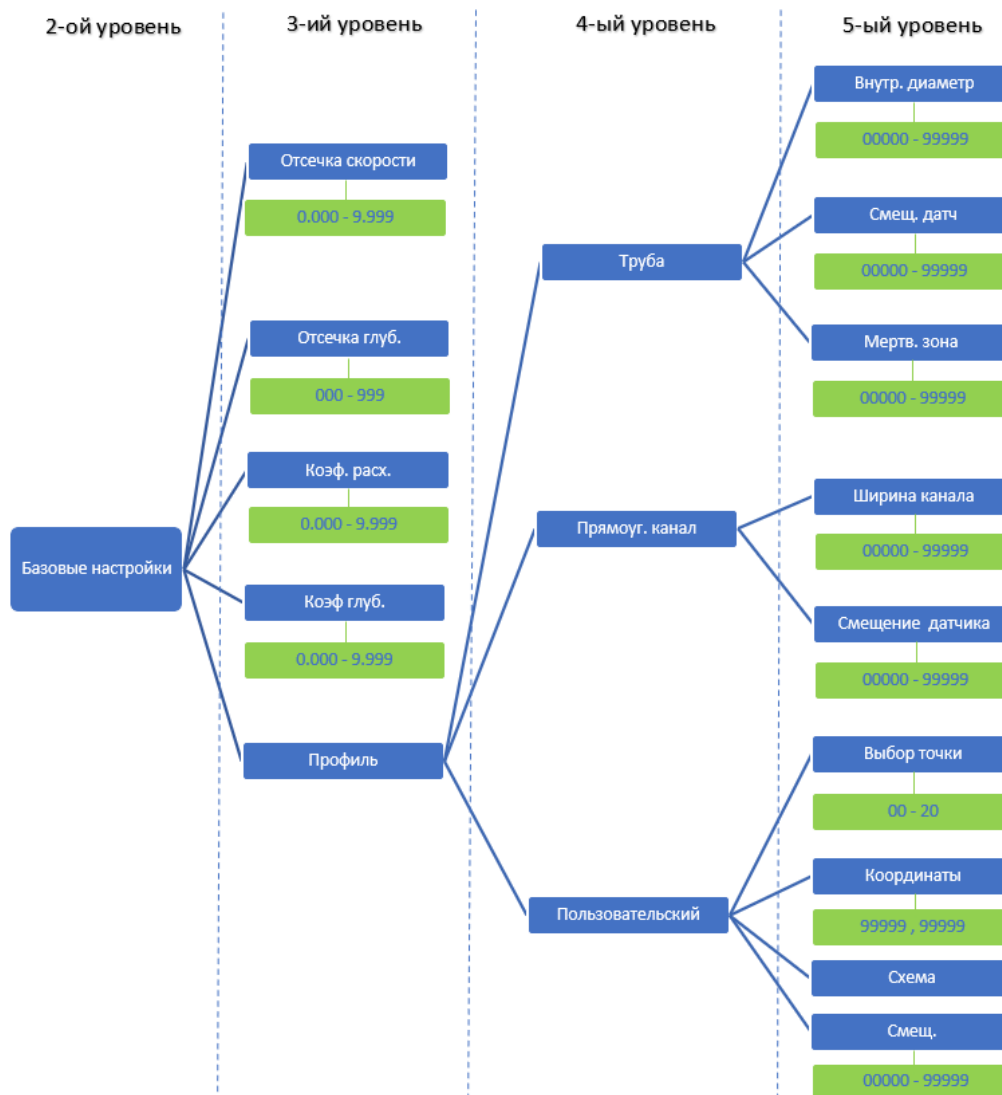 2-ой уровень
3-ий уровень
4-ый уровень
5-ый уровень
Базовые настройки
Отсечка скорости
0.000 - 9.999
Отсечка глуб.
000 - 999
Коэф. расх.
0.000 - 9.999
Коэф глуб.
0.000 - 9.999
Профиль
Труба
Прямоуг. канал
Пользовательский
Внутр. диаметр
00000 - 99999
Смещ. датч
00000 - 99999
Мертв. зона
00000 - 99999
Ширина канала
00000 - 99999
Смещение датчика
00000 - 99999
Выбор точки
00 - 20
Координаты
99999 , 99999
Схема
Смещ.
00000 - 99999